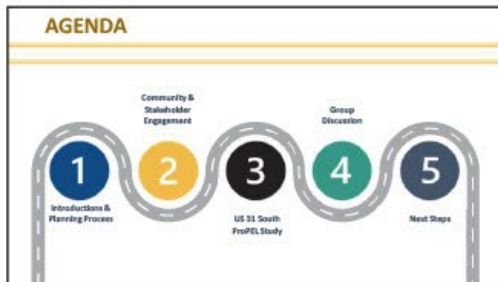 AGENDA
Community &
Stakeholder
Engagement
Group
Discussion
1
2
3
4
5
Introductions &
Planning Process
US 31 South
ProPEL Study
Next Steps